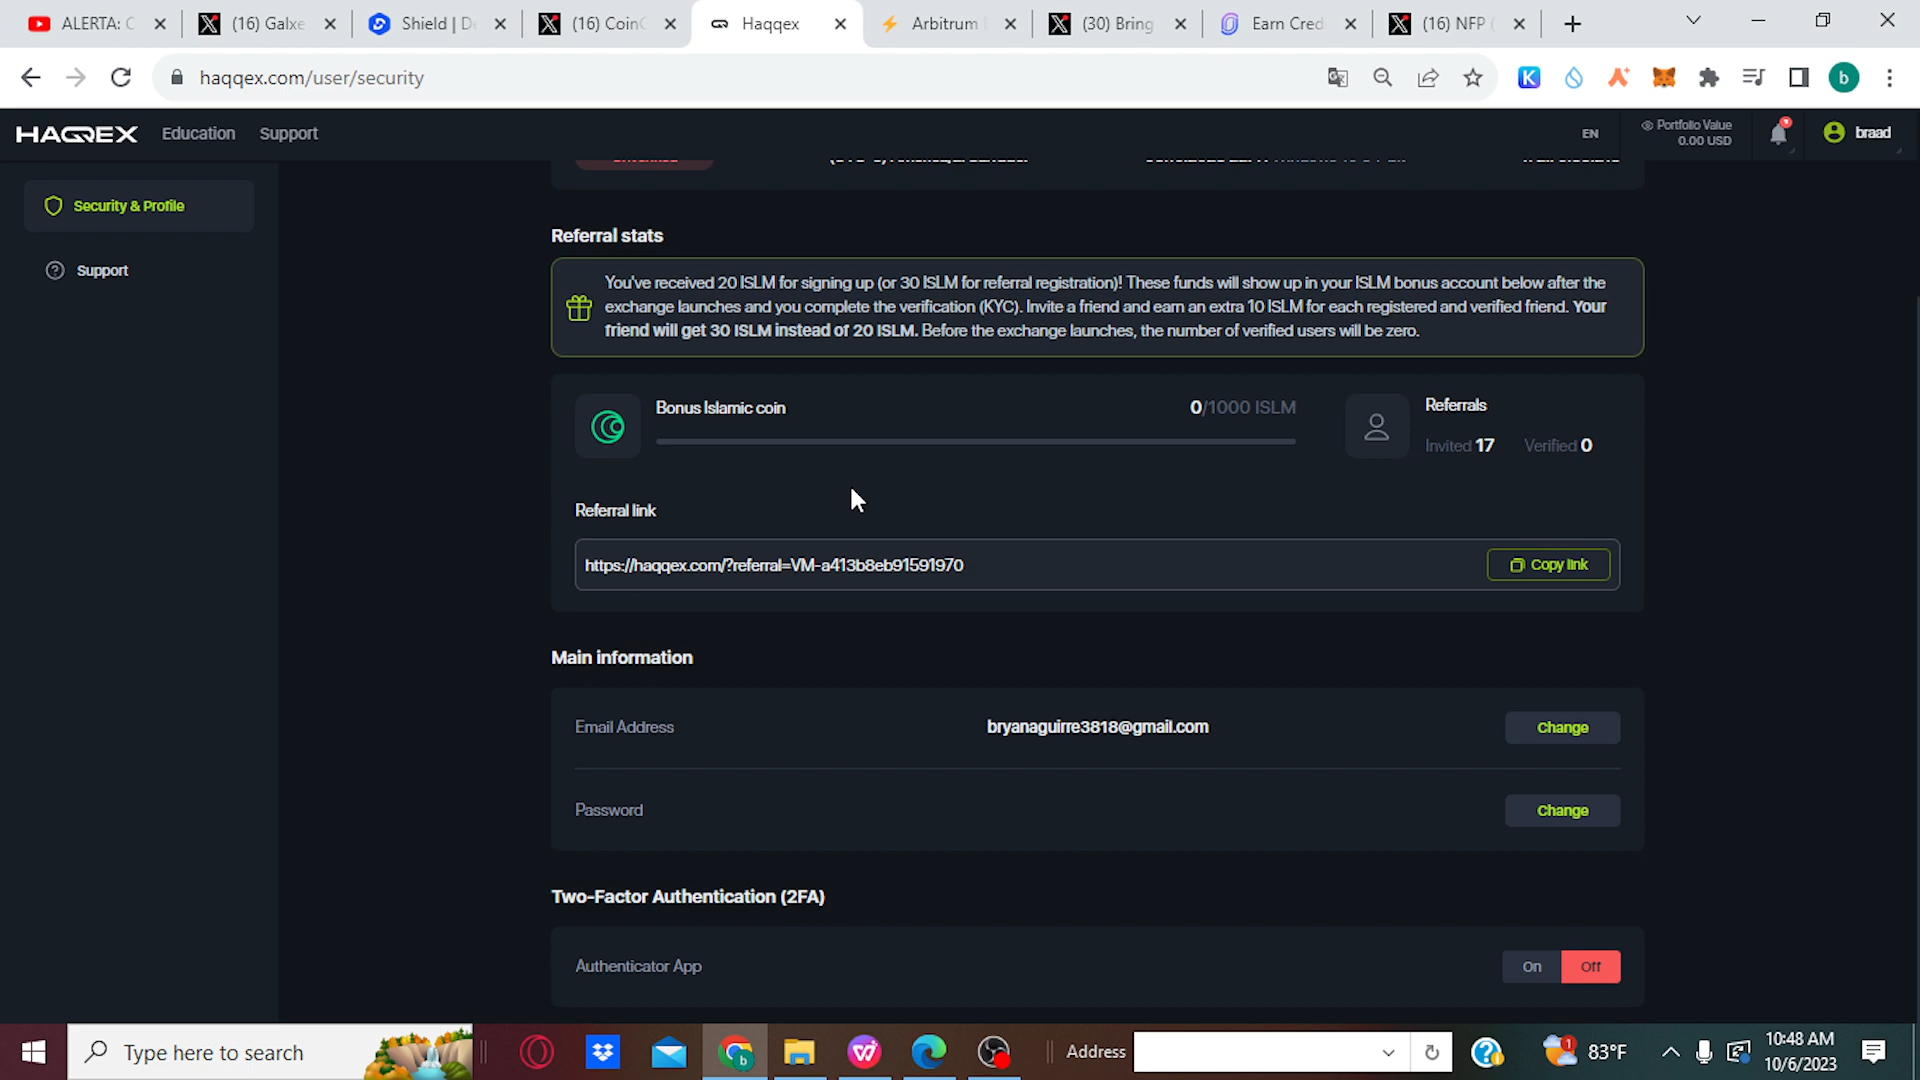 ALERTA: C
(16) Galxe
Shield | De
(16) CoinG
Haqqex
Arbitrum
(30) Bring
Earn Cred
(16) NFP (
haqqex.com/user/security
HAQQEX
Education
Support
EN
Portfolio Value
0.00 USD
braad
Security & Profile
Support
Referral stats
You've received 20 ISLM for signing up (or 30 ISLM for referral registration)! These funds will show up in your ISLM bonus account below after the
exchange launches and you complete the verification (KYC). Invite a friend and earn an extra 10 ISLM for each registered and verified friend. Your
friend will get 30 ISLM instead of 20 ISLM. Before the exchange launches, the number of verified users will be zero.
Bonus Islamic coin
0/1000 ISLM
Referrals
Invited 17 Verified 0
Referral link
https://haqqex.com/?referral=VM-a413b8eb91591970
Copy link
Main information
Email Address
bryanaguirre3818@gmail.com
Change
Password
Change
Two-Factor Authentication (2FA)
Authenticator App
On
Off
Type here to search
Address
83°F
10:48 AM
10/6/2023